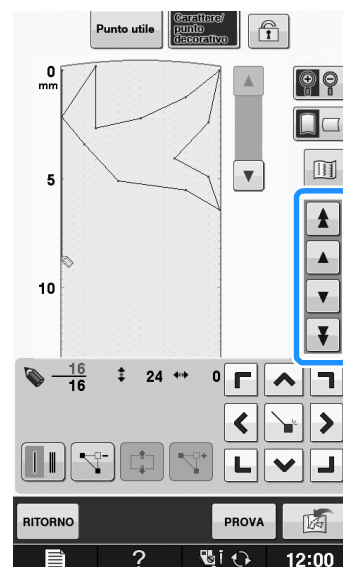 Punto utile
Carattere/
punto
decorativo
0
mm
5
10
16
16
24
0
RITORNO
PROVA
?
12:00